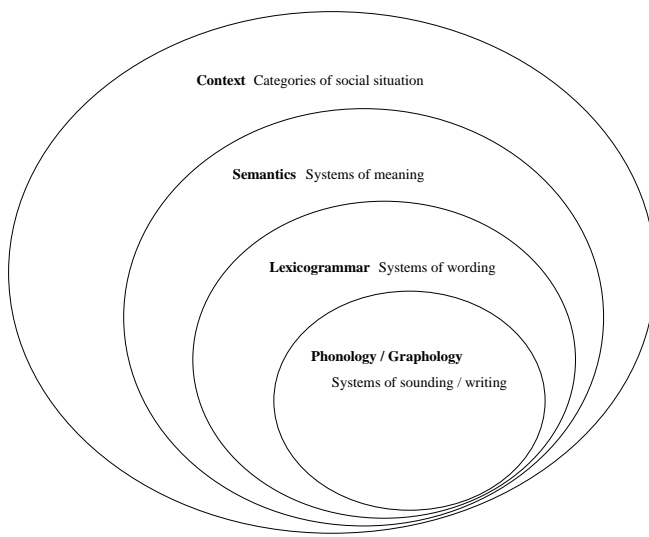 Context Categories of social situation
Semantics Systems of meaning
Lexicogrammar Systems of wording
Phonology / Graphology
Systems of sounding / writing